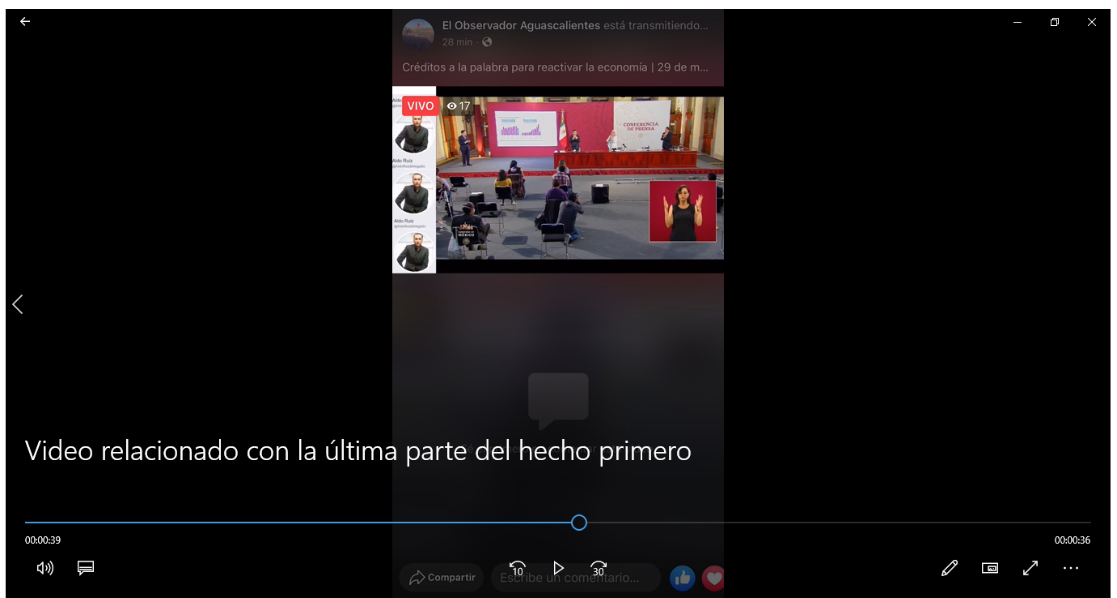 El Observador Aguascalientes está transmitiendo...
28 min ·
Créditos a la palabra para reactivar la economía | 29 de m...
VIVO 17
Aldo Ruiz
Aldo Ruiz
CONFERENCIA
DE PRENSA
MÉXICO
Video relacionado con la última parte del hecho primero
00:00:39
00:00:36
10
30
Compartir
Escribe un comentario...